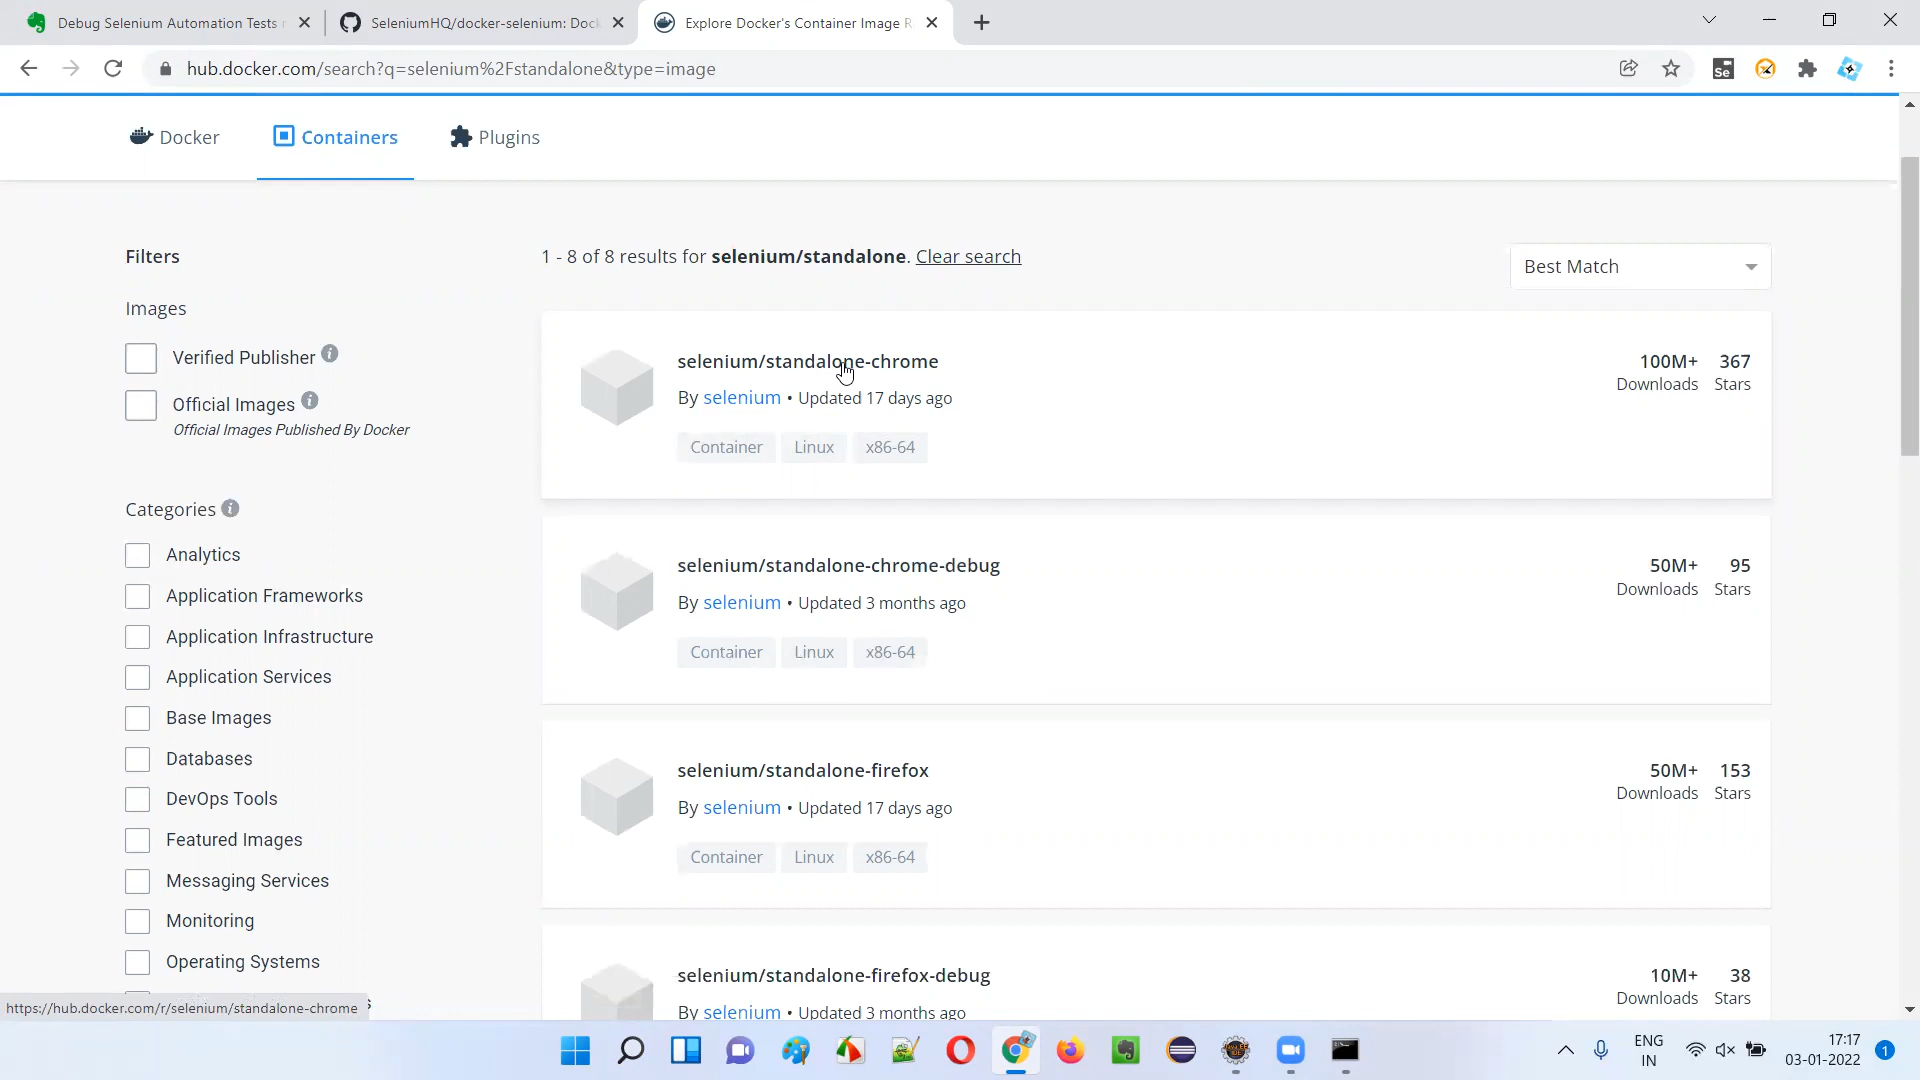 Debug Selenium Automation Tests
SeleniumHQ/docker-selenium: Doc
Explore Docker's Container Image R
hub.docker.com/search?q=selenium%2Fstandalone&type=image
Se
Docker
Containers
Plugins
Filters
1 - 8 of 8 results for selenium/standalone. Clear search
Best Match
Images
Verified Publisher
Official Images
Official Images Published By Docker
Categories
Analytics
Application Frameworks
Application Infrastructure
Application Services
Base Images
Databases
DevOps Tools
Featured Images
Messaging Services
Monitoring
Operating Systems
selenium/standalone-chrome
By selenium • Updated 17 days ago
Container Linux x86-64
100M+ 367
Downloads Stars
selenium/standalone-chrome-debug
By selenium • Updated 3 months ago
Container Linux x86-64
50M+ 95
Downloads Stars
selenium/standalone-firefox
By selenium • Updated 17 days ago
Container Linux x86-64
50M+ 153
Downloads Stars
selenium/standalone-firefox-debug
By selenium • Updated 3 months ago
10M+ 38
Downloads Stars
https://hub.docker.com/r/selenium/standalone-chrome
ENG
IN
17:17
03-01-2022
1